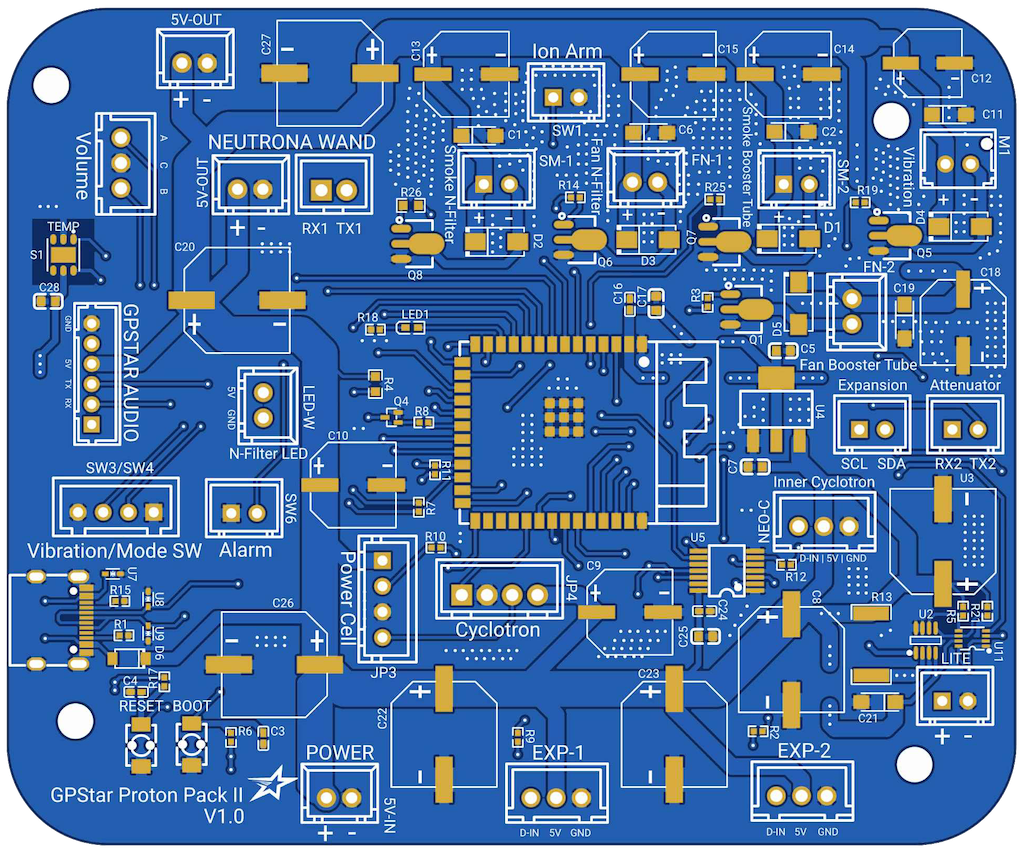 5V-OUT
+ -
C27
- +
C13
+ -
Ion Arm
SW1
C15
+ -
C14
+ -
C12
+ -
C11
Volume
A
C
B
NEUTRONA WAND
5V-OUT
+ -
RX1 TX1
C1
Smoke N-Filter
SM-1
+ -
C6
Fan N-Filter
FN-1
+ -
C2
Smoke Booster Tube
SM-2
+ -
M1
Vibration
+ -
R26
R14
R25
R19
Q8
D2
Q6
D3
Q7
D1
D4
Q5
TEMP
S1
C28
C20
+ -
FN-2
C18
+ -
C19
C16
C17
R3
Q1
D5
C5
Fan Booster Tube
GPSTAR AUDIO
GND
5V
TX
RX
R18
LED1
R4
Q4
R8
LED-W
5V
GND
N-Filter LED
U4
C7
Expansion
SCL SDA
Attenuator
RX2 TX2
C10
+ -
R11
R7
R10
SW3/SW4
Vibration/Mode SW
SW6
Alarm
Inner Cyclotron
NEO-C
D-IN | 5V | GND
U3
- +
U5
R12
Power Cell
JP3
JP4
Cyclotron
C9
+ -
C24
C25
C8
+ -
R13
U2
R5
R21
U11
U7
R15
U8
R1
U9
D6
C4
R17
C26
- +
LITE
+ -
C21
RESET BOOT
R6
C3
C22
+ -
R9
C23
+ -
R2
POWER
5V-IN
+ -
EXP-1
D-IN 5V GND
EXP-2
D-IN 5V GND
GPStar Proton Pack II
V1.0